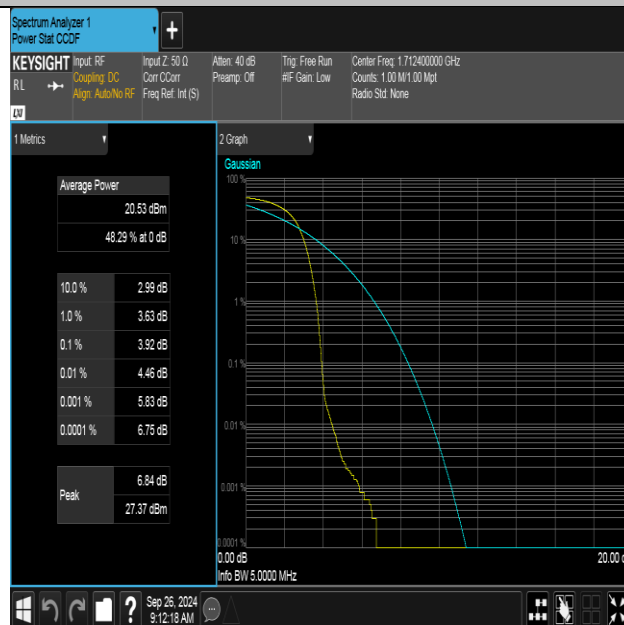 Spectrum Analyzer 1
Power Stat CCDF
+
KEYSIGHT
RL
LXI
Input: RF
Coupling: DC
Align: Auto/No RF
Input Z: 50 Ω
Corr CCorr
Freq Ref: Int (S)
Atten: 40 dB
Preamp: Off
Trig: Free Run
#IF Gain: Low
Center Freq: 1.712400000 GHz
Counts: 1.00 M/1.00 Mpt
Radio Std: None
1 Metrics
Average Power
20.53 dBm
48.29 % at 0 dB
10.0 % 2.99 dB
1.0 % 3.63 dB
0.1 % 3.92 dB
0.01 % 4.46 dB
0.001 % 5.83 dB
0.0001 % 6.75 dB
Peak 6.84 dB
27.37 dBm
2 Graph
Gaussian
100 %
10 %
1 %
0.1 %
0.01 %
0.001 %
0.0001 %
0.00 dB 20.00
Info BW 5.0000 MHz
?
Sep 26, 2024
9:12:18 AM